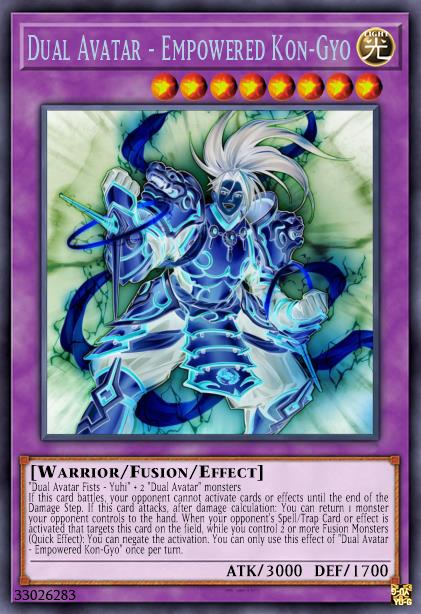 DUAL AVATAR - EMPOWERED KON-GYO
LIGHT
光
[WARRIOR/FUSION/EFFECT]
"Dual Avatar Fists - Yuhi" + 2 "Dual Avatar" monsters
If this card battles, your opponent cannot activate cards or effects until the end of the
Damage Step. If this card attacks, after damage calculation: You can return 1 monster
your opponent controls to the hand. When your opponent's Spell/Trap Card or effect is
activated that targets this card on the field, while you control 2 or more Fusion Monsters
(Quick Effect): You can negate the activation. You can only use this effect of "Dual Avatar
- Empowered Kon-Gyo" once per turn.
ATK/3000 DEF/1700
33026283